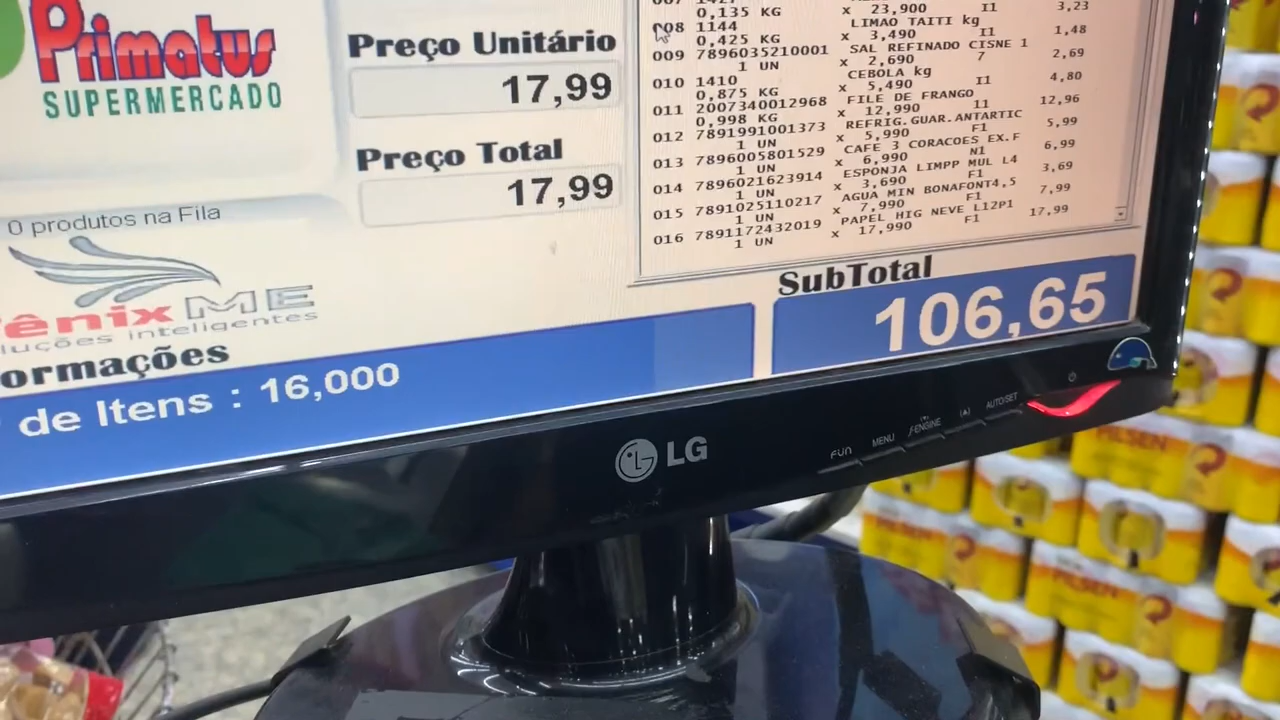 Primatus
SUPERMERCADO
0 produtos na Fila
ênix ME
luções inteligentes
ormações
de Itens : 16,000
Preço Unitário
17,99
Preço Total
17,99
0,135 KG x 23,900 I1 3,23
008 1144 LIMAO TAITI kg
0,425 KG x 3,490 I1 1,48
009 7896035210001 SAL REFINADO CISNE 1
1 UN x 2,690 7 2,69
010 1410 CEBOLA kg
0,875 KG x 5,490 I1 4,80
011 2007340012968 FILE DE FRANGO
0,998 KG x 12,990 11 12,96
012 7891991001373 REFRIG.GUAR.ANTARTIC
1 UN x 5,990 F1 5,99
013 7896005801529 CAFE 3 CORACOES EX.F
1 UN x 6,990 N1 6,99
014 7896021623914 ESPONJA LIMPP MUL L4
1 UN x 3,690 F1 3,69
015 7891025110217 AGUA MIN BONAFONT4,5
1 UN x 7,990 F1 7,99
016 7891172432019 PAPEL HIG NEVE L12P1
1 UN x 17,990 F1 17,99
SubTotal
106,65
LG
FUN
MENU
f-ENGINE
AUTO/SET
PILSEN
PILSEN
PILSEN